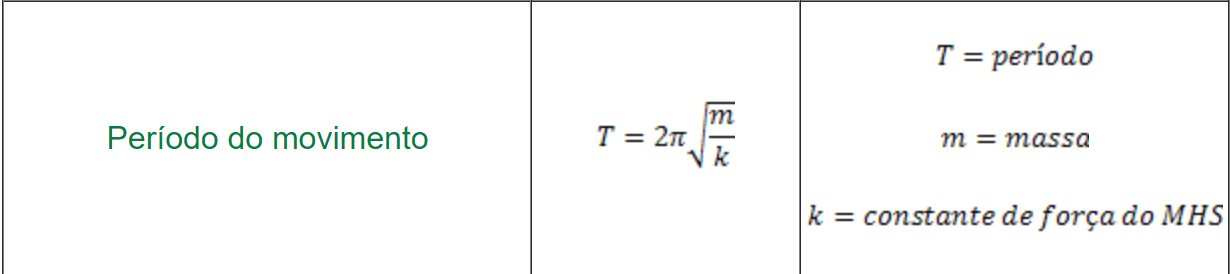 Período do movimento
T = 2π√(m/k)
T = período
m = massa
k = constante de força do MHS